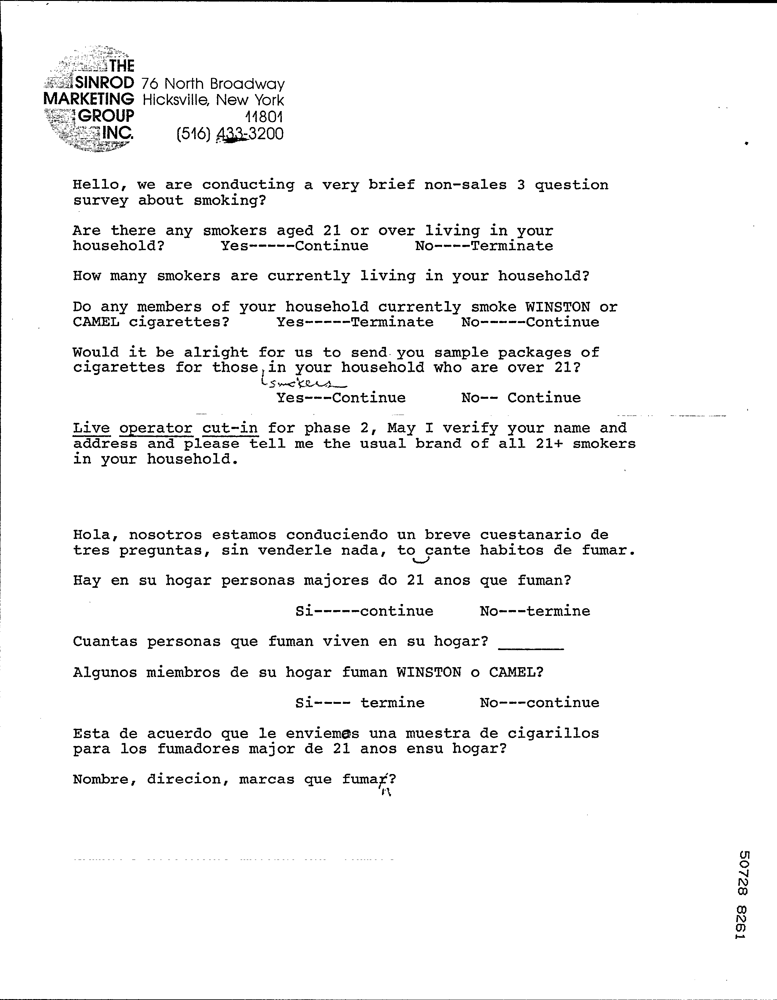 THE
SINROD 76 North Broadway
MARKETING Hicksville, New York
GROUP 11801
INC. (516) 433-3200
Hello, we are conducting a very brief non-sales 3 question
survey about smoking?
Are there any smokers aged 21 or over living in your
household? Yes-----Continue No----Terminate
How many smokers are currently living in your household?
Do any members of your household currently smoke WINSTON or
CAMEL cigarettes? Yes-----Terminate No-----Continue
Would it be alright for us to send you sample packages of
cigarettes for those in your household who are over 21?
smokers
Yes---Continue No-- Continue
Live operator cut-in for phase 2, May I verify your name and
address and please tell me the usual brand of all 21+ smokers
in your household.
Hola, nosotros estamos conduciendo un breve cuestanario de
tres preguntas, sin venderle nada, to cante habitos de fumar.
Hay en su hogar personas majores do 21 anos que fuman?
Si-----continue No---termine
Cuantas personas que fuman viven en su hogar? _______
Algunos miembros de su hogar fuman WINSTON o CAMEL?
Si---- termine No---continue
Esta de acuerdo que le enviemos una muestra de cigarillos
para los fumadores major de 21 anos ensu hogar?
Nombre, direcion, marcas que fumar?
n
50728 8261